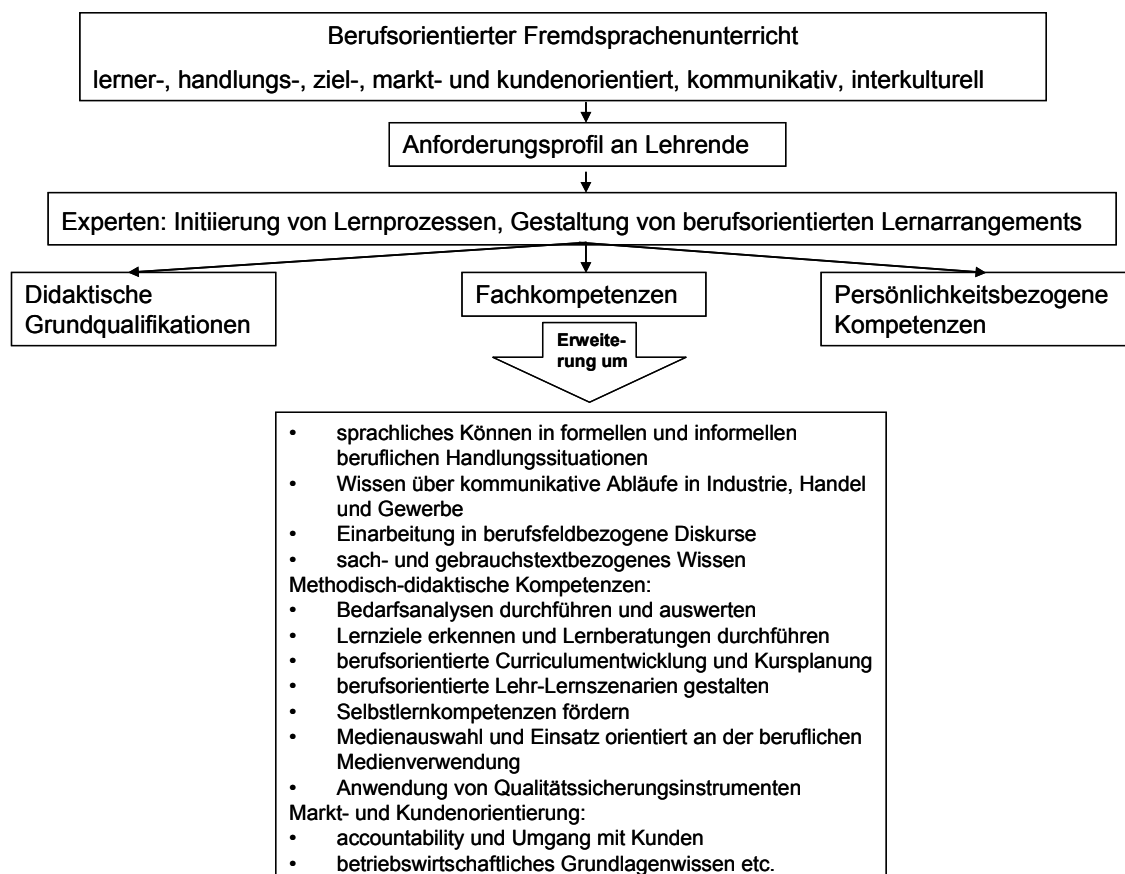 Berufsorientierter Fremdsprachenunterricht
lerner-, handlungs-, ziel-, markt- und kundenorientiert, kommunikativ, interkulturell
Anforderungsprofil an Lehrende
Experten: Initiierung von Lernprozessen, Gestaltung von berufsorientierten Lernarrangements
Didaktische
Grundqualifikationen
Fachkompetenzen
Persönlichkeitsbezogene
Kompetenzen
Erweite-
rung um
• sprachliches Können in formellen und informellen
beruflichen Handlungssituationen
• Wissen über kommunikative Abläufe in Industrie, Handel
und Gewerbe
• Einarbeitung in berufsfeldbezogene Diskurse
• sach- und gebrauchstextbezogenes Wissen
Methodisch-didaktische Kompetenzen:
• Bedarfsanalysen durchführen und auswerten
• Lernziele erkennen und Lernberatungen durchführen
• berufsorientierte Curriculumentwicklung und Kursplanung
• berufsorientierte Lehr-Lernszenarien gestalten
• Selbstlernkompetenzen fördern
• Medienauswahl und Einsatz orientiert an der beruflichen
Medienverwendung
• Anwendung von Qualitätssicherungsinstrumenten
Markt- und Kundenorientierung:
• accountability und Umgang mit Kunden
• betriebswirtschaftliches Grundlagenwissen etc.